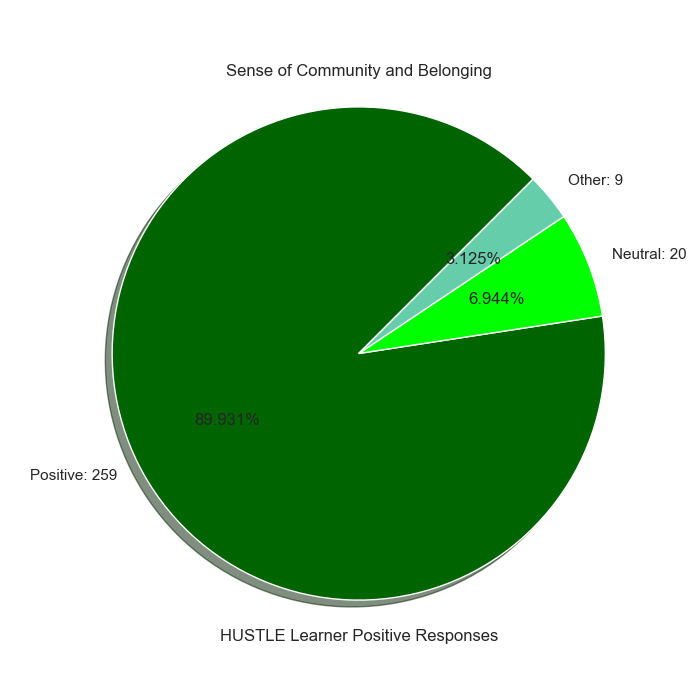 Sense of Community and Belonging
Other: 9
Neutral: 20
3.125%
6.944%
89.931%
Positive: 259
HUSTLE Learner Positive Responses